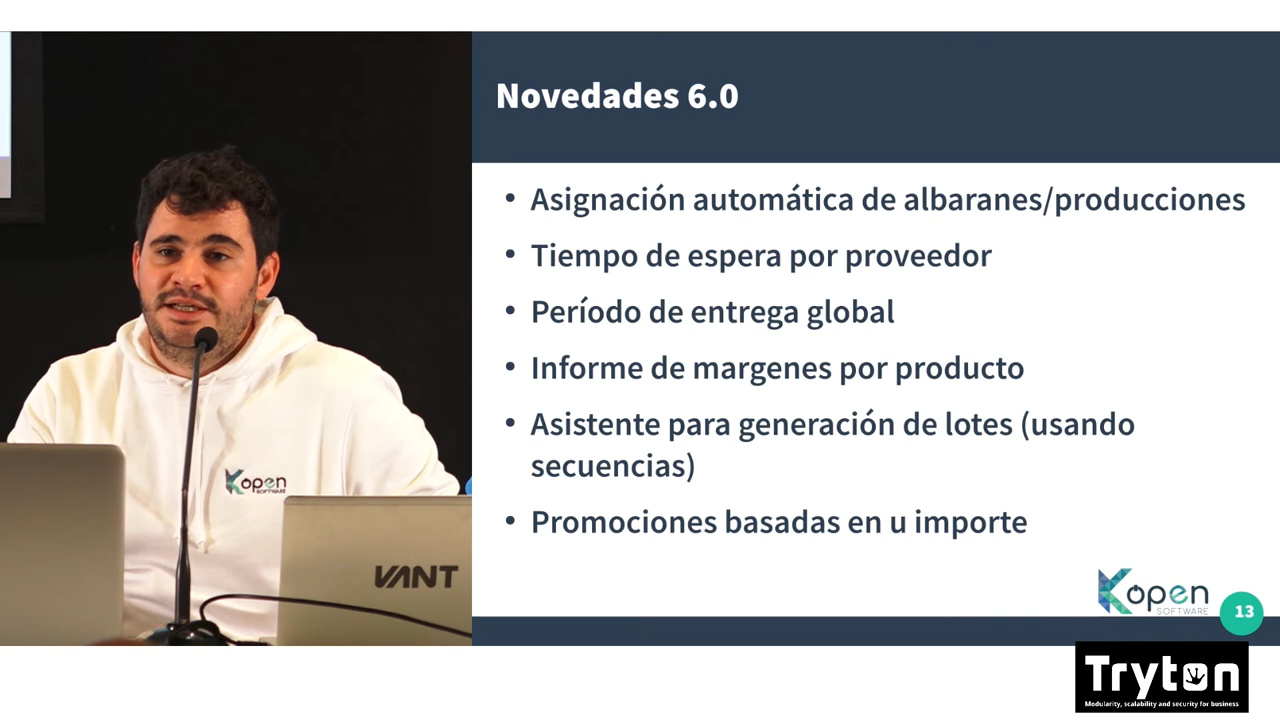 Novedades 6.0
• Asignación automática de albaranes/producciones
• Tiempo de espera por proveedor
• Período de entrega global
• Informe de margenes por producto
• Asistente para generación de lotes (usando
secuencias)
• Promociones basadas en u importe
Kopen
SOFTWARE
VANT
Kopen
SOFTWARE
13
Tryton
Modularity, scalability and security for business